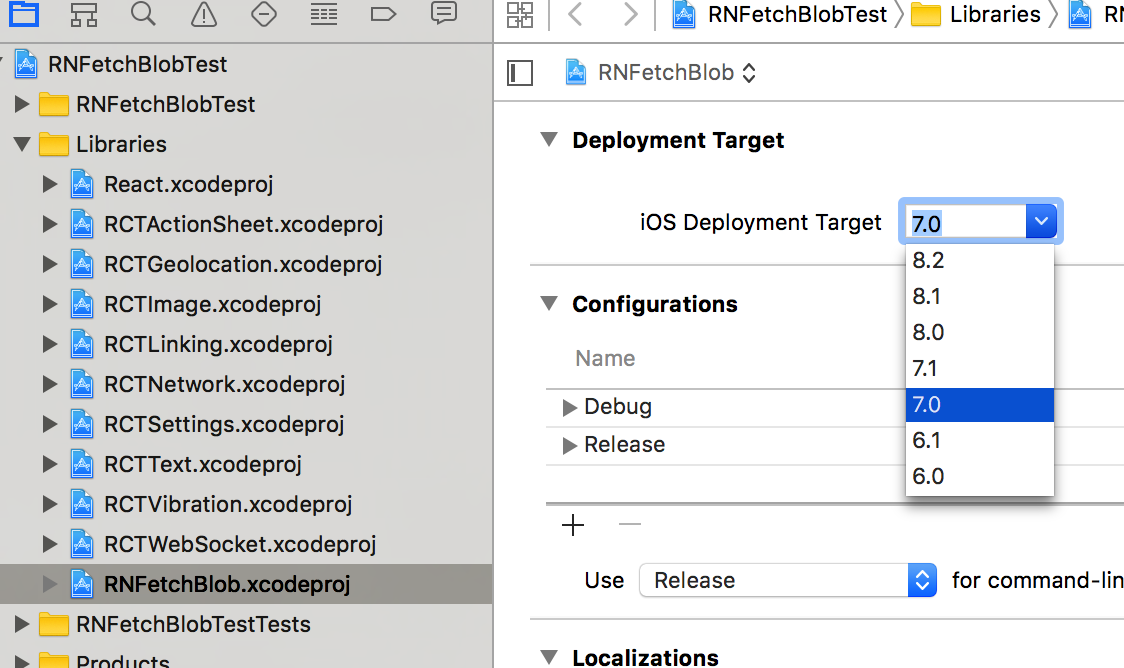 RNFetchBlobTest
RNFetchBlobTest
Libraries
React.xcodeproj
RCTActionSheet.xcodeproj
RCTGeolocation.xcodeproj
RCTImage.xcodeproj
RCTLinking.xcodeproj
RCTNetwork.xcodeproj
RCTSettings.xcodeproj
RCTText.xcodeproj
RCTVibration.xcodeproj
RCTWebSocket.xcodeproj
RNFetchBlob.xcodeproj
RNFetchBlobTestTests
Products
RNFetchBlobTest Libraries RN
RNFetchBlob
Deployment Target
iOS Deployment Target 7.0
8.2
8.1
8.0
7.1
7.0
6.1
6.0
Configurations
Name
Debug
Release
Use Release for command-lin
Localizations